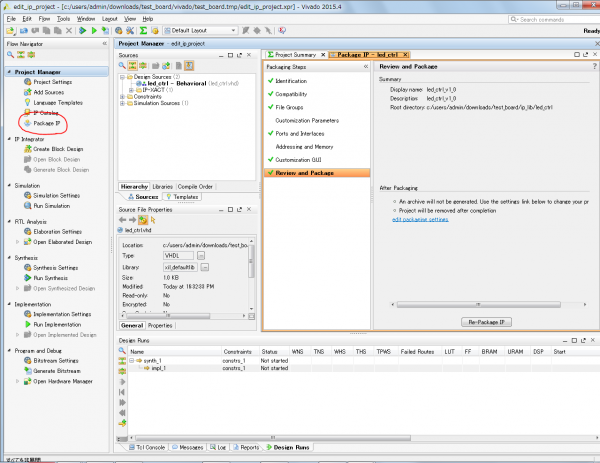 edit_ip_project - [c:/users/admin/downloads/test_board/vivado/test_board.tmp/edit_ip_project.xpr] - Vivado 2015.4
File Edit Flow Tools Window Layout View Help
Search commands
Default Layout
Ready
Flow Navigator
Project Manager
Project Settings
Add Sources
Language Templates
IP Catalog
Package IP
IP Integrator
Create Block Design
Open Block Design
Generate Block Design
Simulation
Simulation Settings
Run Simulation
RTL Analysis
Elaboration Settings
Open Elaborated Design
Synthesis
Synthesis Settings
Run Synthesis
Open Synthesized Design
Implementation
Implementation Settings
Run Implementation
Open Implemented Design
Program and Debug
Bitstream Settings
Generate Bitstream
Open Hardware Manager
Project Manager - edit_ip_project
Sources
Design Sources (2)
led_ctrl - Behavioral (led_ctrl.vhd)
IP-XACT (1)
Constraints
Simulation Sources (1)
Hierarchy Libraries Compile Order
Sources Templates
Source File Properties
led_ctrl.vhd
Location: c:/users/admin/downloads/test_boa
Type: VHDL
Library: xil_defaultlib
Size: 1.0 KB
Modified: Today at
Read-only: No
Encrypted: No
General Properties
Project Summary Package IP - led_ctrl
Packaging Steps
Identification
Compatibility
File Groups
Customization Parameters
Ports and Interfaces
Addressing and Memory
Customization GUI
Review and Package
Review and Package
Summary
Display name: led_ctrl_v1_0
Description: led_ctrl_v1_0
Root directory: c:/users/admin/downloads/test_board/ip_lib/led_ctrl
After Packaging
An archive will not be generated. Use the settings link below to change your pr
Project will be removed after completion
edit packaging settings
Re-Package IP
Design Runs
Name Constraints Status WNS TNS WHS THS TPWS Failed Routes LUT FF BRAM URAM DSP Start
synth_1 constrs_1 Not started
impl_1 constrs_1 Not started
Tcl Console Messages Log Reports Design Runs